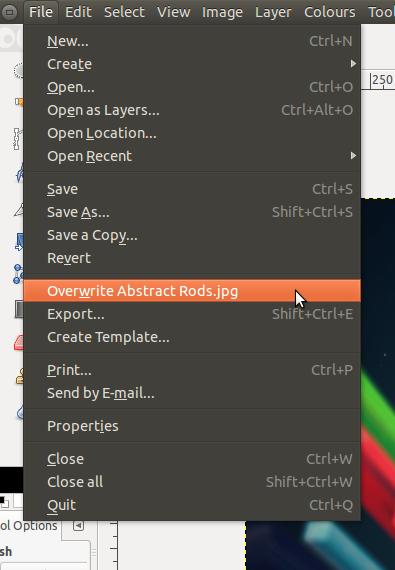 File Edit Select View Image Layer Colours Tool
New... Ctrl+N
Create
Open... Ctrl+O
Open as Layers... Ctrl+Alt+O
Open Location...
Open Recent
250
Save Ctrl+S
Save As... Shift+Ctrl+S
Save a Copy...
Revert
Overwrite Abstract Rods.jpg
Export... Shift+Ctrl+E
Create Template...
Print... Ctrl+P
Send by E-mail...
Properties
Close Ctrl+W
Close all Shift+Ctrl+W
Quit Ctrl+Q
ol Options
sh